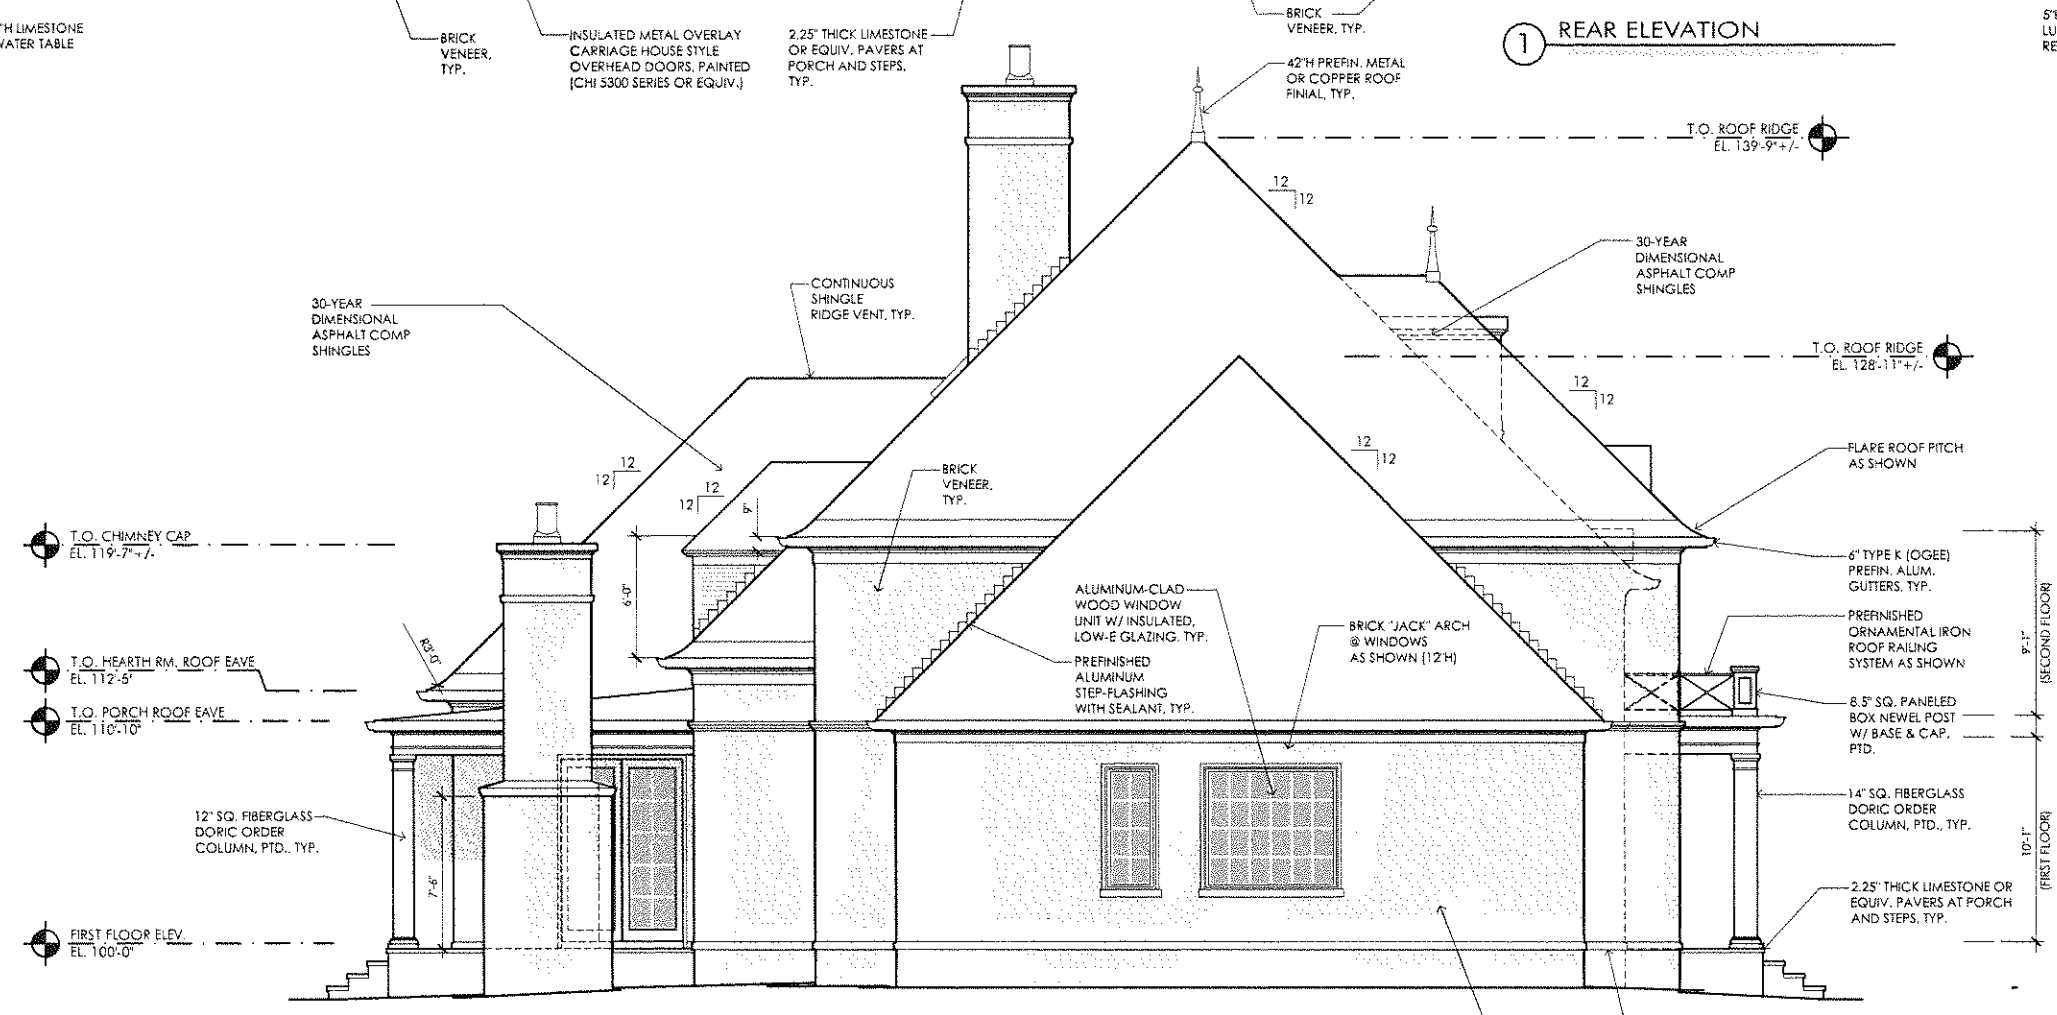 "H LIMESTONE
WATER TABLE
BRICK
VENEER,
TYP.
INSULATED METAL OVERLAY
CARRIAGE HOUSE STYLE
OVERHEAD DOORS, PAINTED
(CHI 5300 SERIES OR EQUIV.)
2.25" THICK LIMESTONE
OR EQUIV. PAVERS AT
PORCH AND STEPS,
TYP.
BRICK
VENEER, TYP.
1 REAR ELEVATION
42"H PREFIN. METAL
OR COPPER ROOF
FINIAL, TYP.
T.O. ROOF RIDGE
EL. 139'-9"+/-
12
12
30-YEAR
DIMENSIONAL
ASPHALT COMP
SHINGLES
CONTINUOUS
SHINGLE
RIDGE VENT, TYP.
30-YEAR
DIMENSIONAL
ASPHALT COMP
SHINGLES
T.O. ROOF RIDGE
EL. 128'-11"+/-
12
12
12
12
FLARE ROOF PITCH
AS SHOWN
12
12
12
12
9"
BRICK
VENEER,
TYP.
T.O. CHIMNEY CAP
EL. 119'-7"+/-
6" TYPE K (OGEE)
PREFIN. ALUM.
GUTTERS, TYP.
6'-0"
ALUMINUM-CLAD
WOOD WINDOW
UNIT W/ INSULATED,
LOW-E GLAZING, TYP.
BRICK "JACK" ARCH
@ WINDOWS
AS SHOWN (12"H)
PREFINISHED
ORNAMENTAL IRON
ROOF RAILING
SYSTEM AS SHOWN
9'-1"
(SECOND FLOOR)
R3'-0"
T.O. HEARTH RM. ROOF EAVE
EL. 112'-5"
PREFINISHED
ALUMINUM
STEP-FLASHING
WITH SEALANT, TYP.
T.O. PORCH ROOF EAVE
EL. 110'-10"
8.5" SQ. PANELED
BOX NEWEL POST
W/ BASE & CAP,
PTD.
12" SQ. FIBERGLASS
DORIC ORDER
COLUMN, PTD., TYP.
14" SQ. FIBERGLASS
DORIC ORDER
COLUMN, PTD., TYP.
10'-1"
(FIRST FLOOR)
7'-6"
2.25" THICK LIMESTONE OR
EQUIV. PAVERS AT PORCH
AND STEPS, TYP.
FIRST FLOOR ELEV.
EL. 100'-0"